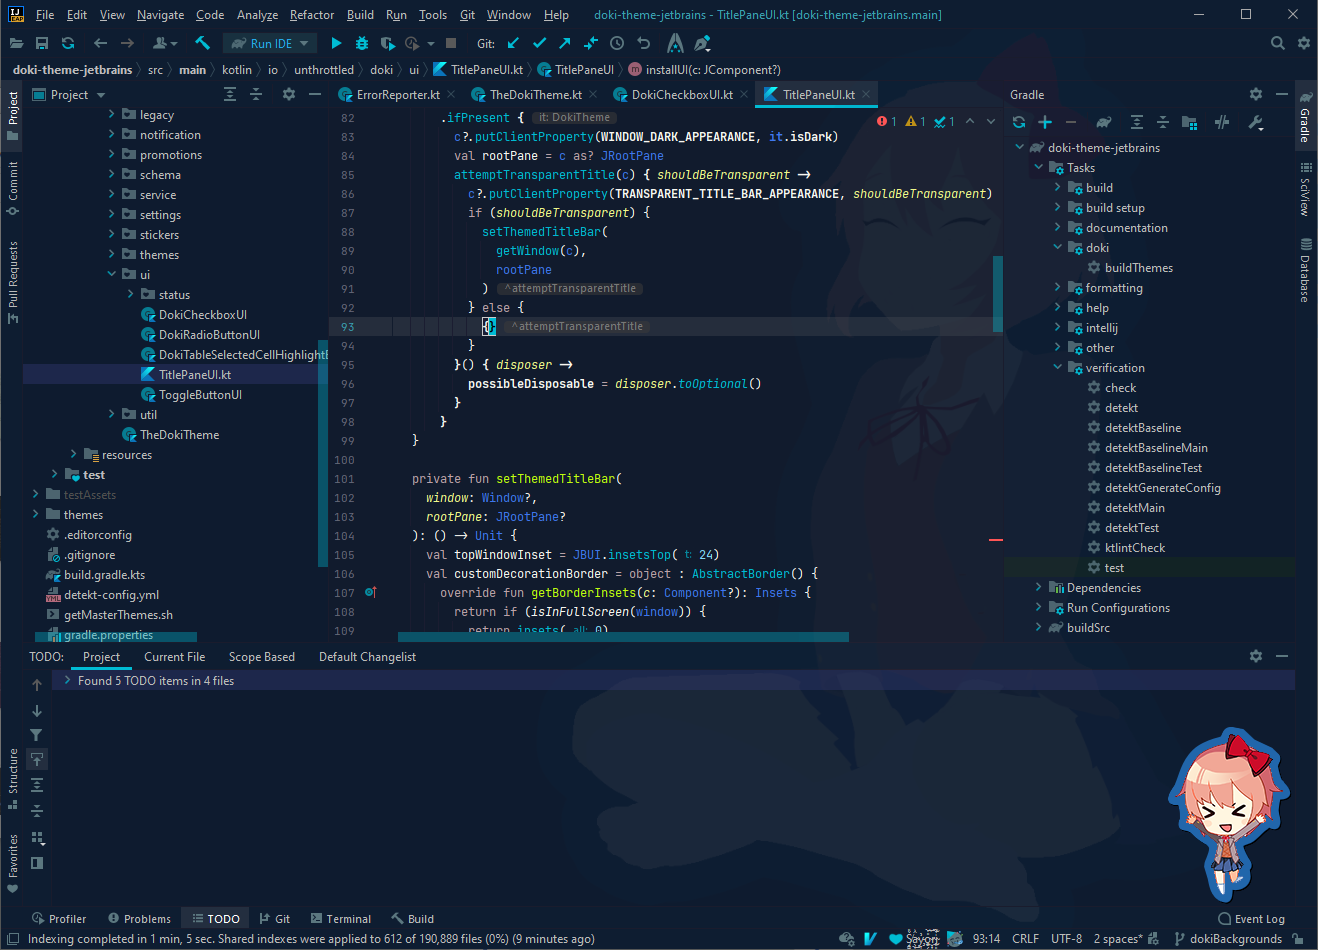 File Edit View Navigate Code Analyze Refactor Build Run Tools Git Window Help doki-theme-jetbrains - TitlePaneUI.kt [doki-theme-jetbrains.main]
Run IDE Git:
doki-theme-jetbrains src main kotlin io unthrottled doki ui TitlePaneUI.kt TitlePaneUI installUI(c: JComponent?)
Project
ErrorReporter.kt TheDokiTheme.kt DokiCheckboxUI.kt TitlePaneUI.kt
Gradle
Project
Commit
Pull Requests
Structure
Favorites
legacy
notification
promotions
schema
service
settings
stickers
themes
ui
status
DokiCheckboxUI
DokiRadioButtonUI
DokiTableSelectedCellHighlight
TitlePaneUI.kt
ToggleButtonUI
util
TheDokiTheme
resources
test
testAssets
themes
.editorconfig
.gitignore
build.gradle.kts
detekt-config.yml
getMasterThemes.sh
gradle.properties
1 1 1
82 .ifPresent { it: DokiTheme
83 c?.putClientProperty(WINDOW_DARK_APPEARANCE, it.isDark)
84 val rootPane = c as? JRootPane
85 attemptTransparentTitle(c) { shouldBeTransparent ->
86 c?.putClientProperty(TRANSPARENT_TITLE_BAR_APPEARANCE, shouldBeTransparent)
87 if (shouldBeTransparent) {
88 setThemedTitleBar(
89 getWindow(c),
90 rootPane
91 ) ^attemptTransparentTitle
92 } else {
93 {} ^attemptTransparentTitle
94 }
95 }() { disposer ->
96 possibleDisposable = disposer.toOptional()
97 }
98 }
99 }
100
101 private fun setThemedTitleBar(
102 window: Window?,
103 rootPane: JRootPane?
104 ): () -> Unit {
105 val topWindowInset = JBUI.insetsTop( t: 24)
106 val customDecorationBorder = object : AbstractBorder() {
107 override fun getBorderInsets(c: Component?): Insets {
108 return if (isInFullScreen(window)) {
109 return insets( all: 0)
doki-theme-jetbrains
Tasks
build
build setup
documentation
doki
buildThemes
formatting
help
intellij
other
verification
check
detekt
detektBaseline
detektBaselineMain
detektBaselineTest
detektGenerateConfig
detektMain
detektTest
ktlintCheck
test
Dependencies
Run Configurations
buildSrc
Gradle
SciView
Database
TODO: Project Current File Scope Based Default Changelist
Found 5 TODO items in 4 files
Profiler Problems TODO Git Terminal Build Event Log
Indexing completed in 1 min, 5 sec. Shared indexes were applied to 612 of 190,889 files (0%) (9 minutes ago) 93:14 CRLF UTF-8 2 spaces* dokiBackgrounds